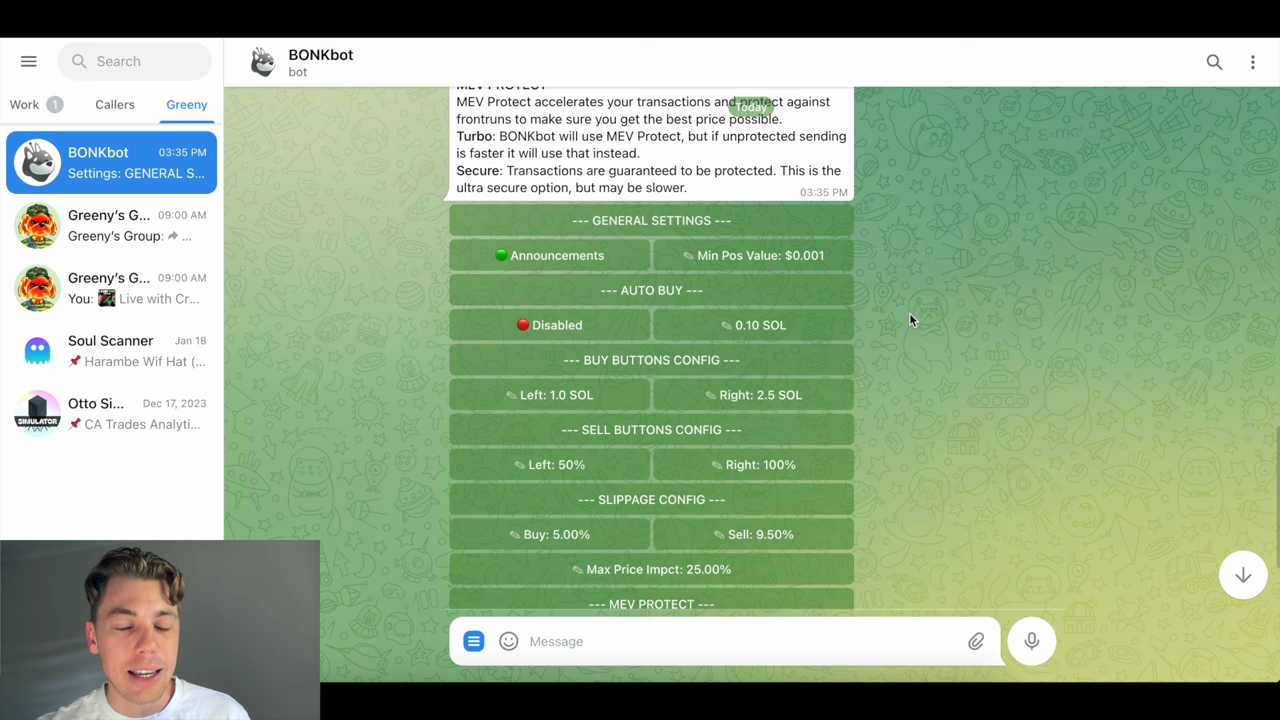 Search
Work 1
Callers
Greeny
BONKbot
03:35 PM
Settings: GENERAL S...
Greeny's G...
09:00 AM
Greeny's Group:
...
Greeny's G...
09:00 AM
You:
Live with Cr...
Soul Scanner
Jan 18
Harambe Wif Hat (...
Otto Si...
Dec 17, 2023
CA Trades Analyti...
SIMULATOR
BONKbot
bot
MEV PROTECT
MEV Protect accelerates your transactions and protect against
frontruns to make sure you get the best price possible.
Today
Turbo: BONKbot will use MEV Protect, but if unprotected sending
is faster it will use that instead.
Secure: Transactions are guaranteed to be protected. This is the
ultra secure option, but may be slower.
03:35 PM
--- GENERAL SETTINGS ---
Announcements
Min Pos Value: $0.001
--- AUTO BUY ---
Disabled
0.10 SOL
--- BUY BUTTONS CONFIG ---
Left: 1.0 SOL
Right: 2.5 SOL
--- SELL BUTTONS CONFIG ---
Left: 50%
Right: 100%
--- SLIPPAGE CONFIG ---
Buy: 5.00%
Sell: 9.50%
Max Price Impct: 25.00%
--- MEV PROTECT ---
Message